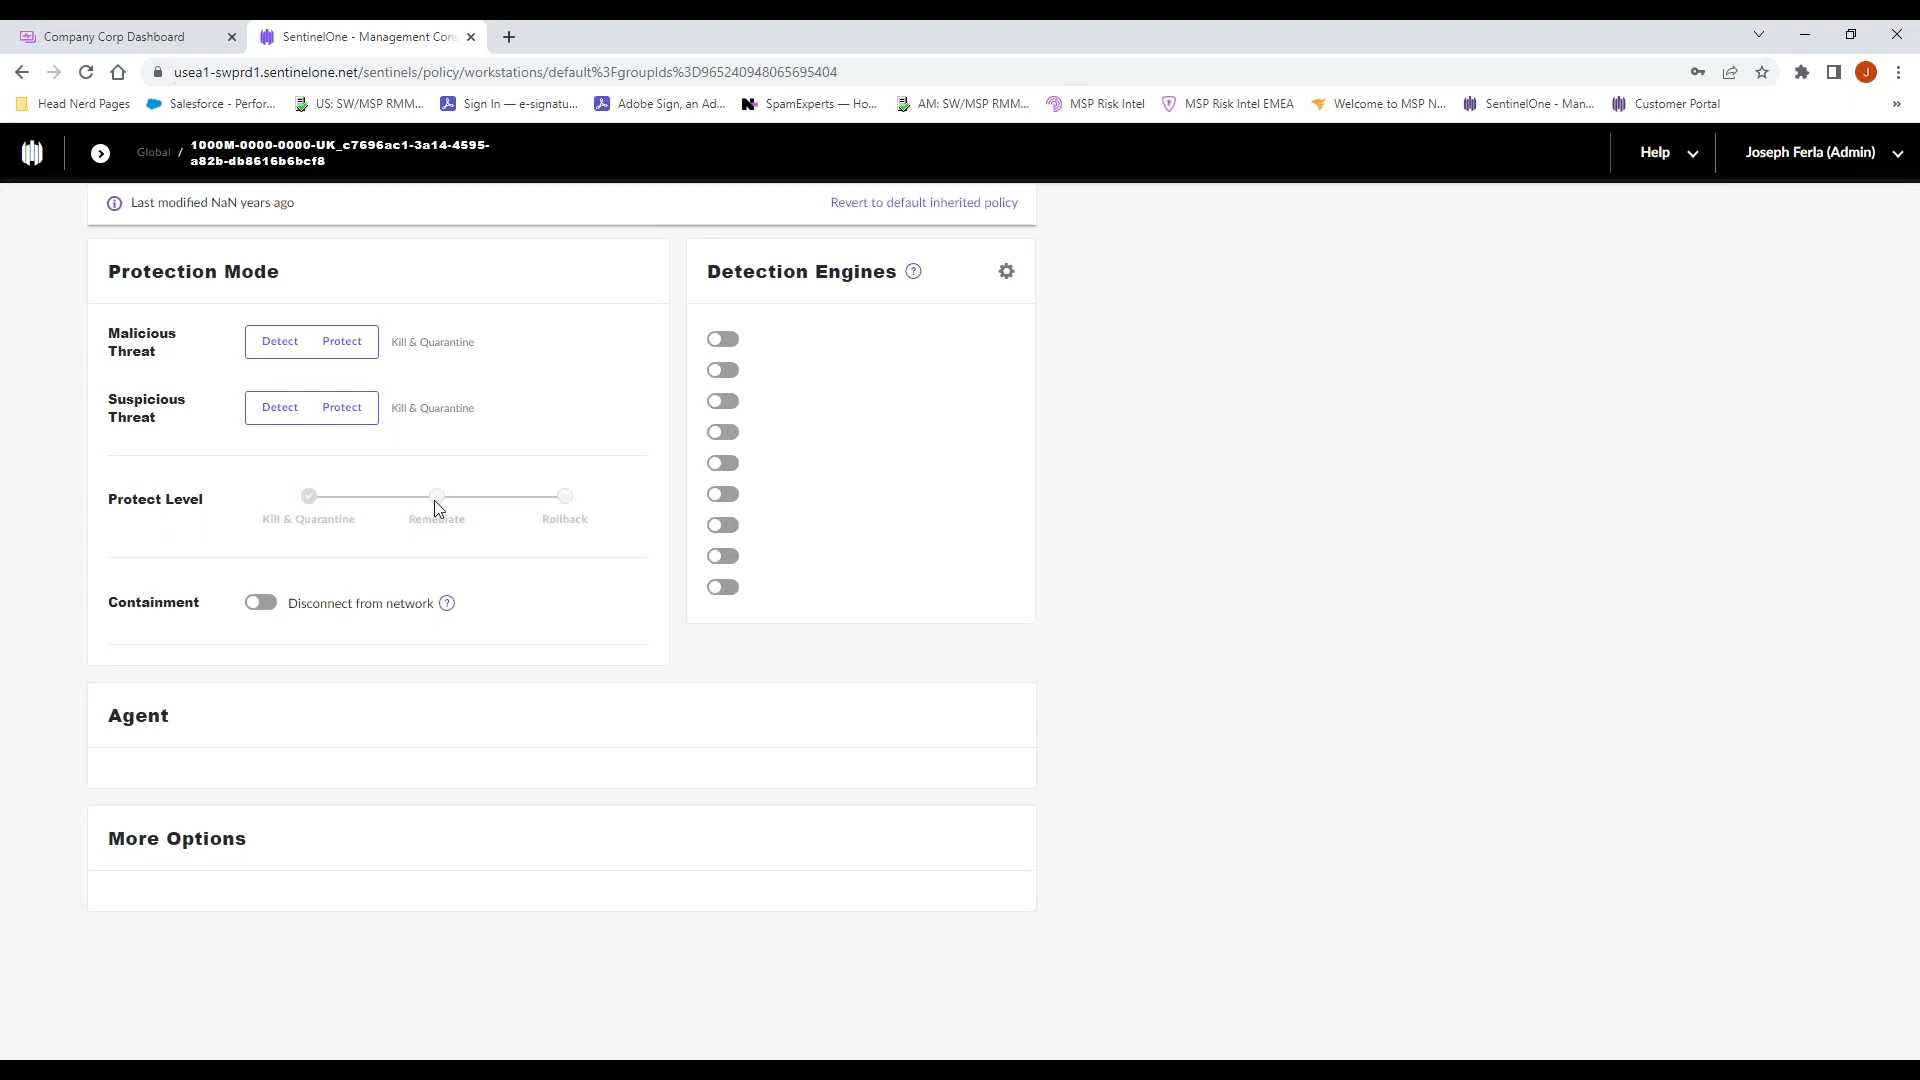 Company Corp Dashboard
SentinelOne - Management Con
usea1-swprd1.sentinelone.net/sentinels/policy/workstations/default%3FgroupIds%3D965240948065695404
Head Nerd Pages
Salesforce - Perfor...
US: SW/MSP RMM...
Sign In — e-signatu...
Adobe Sign, an Ad...
SpamExperts — Ho...
AM: SW/MSP RMM...
MSP Risk Intel
MSP Risk Intel EMEA
Welcome to MSP N...
SentinelOne - Man...
Customer Portal
»
J
Global / 1000M-0000-0000-UK_c7696ac1-3a14-4595-
a82b-db8616b6bcf8
Help
Joseph Ferla (Admin)
Last modified NaN years ago
Revert to default inherited policy
Protection Mode
Malicious
Threat
Detect Protect Kill & Quarantine
Suspicious
Threat
Detect Protect Kill & Quarantine
Protect Level
Kill & Quarantine Remediate Rollback
Containment
Disconnect from network ?
Detection Engines ?
Agent
More Options